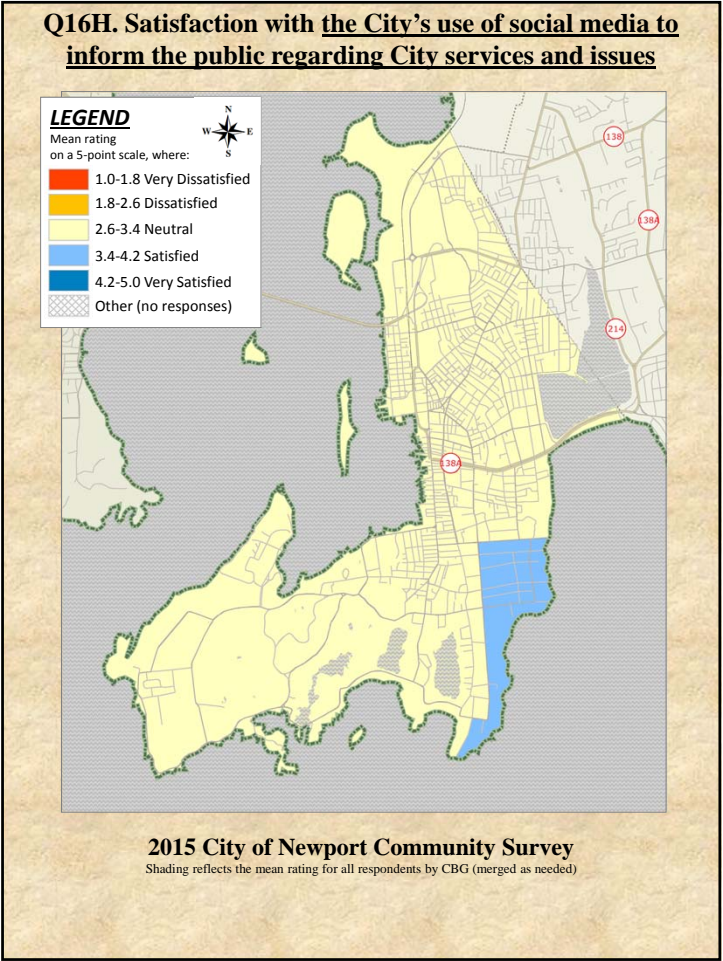 Q16H. Satisfaction with the City's use of social media to
inform the public regarding City services and issues
LEGEND
Mean rating
on a 5-point scale, where:
N
W E
S
1.0-1.8 Very Dissatisfied
1.8-2.6 Dissatisfied
2.6-3.4 Neutral
3.4-4.2 Satisfied
4.2-5.0 Very Satisfied
Other (no responses)
138
138A
214
138A
2015 City of Newport Community Survey
Shading reflects the mean rating for all respondents by CBG (merged as needed)